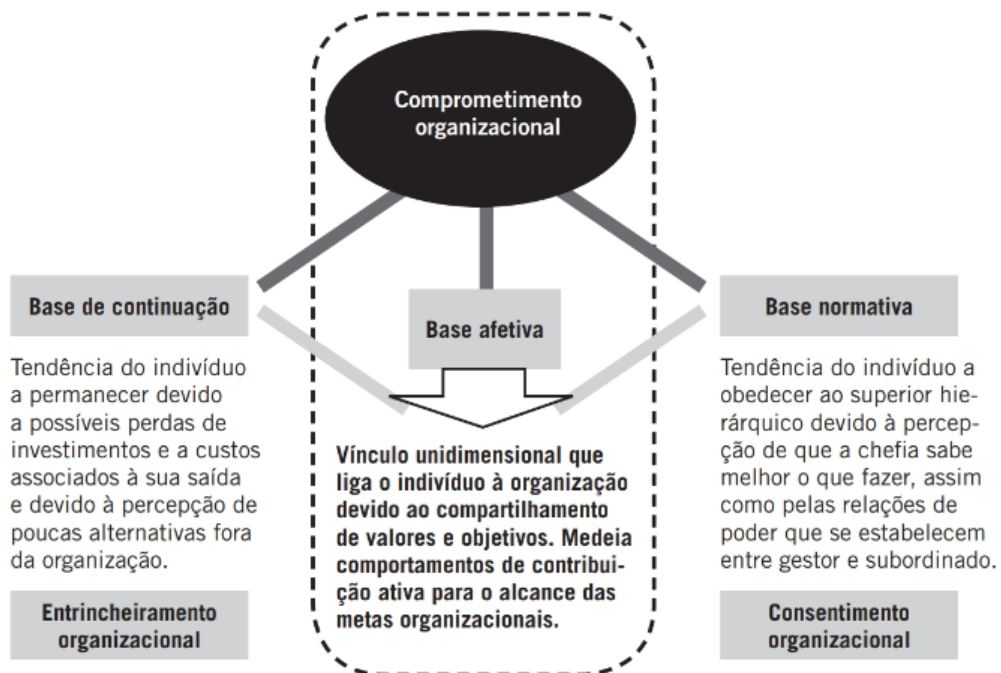 Comprometimento
organizacional
Base de continuação
Tendência do indivíduo
a permanecer devido
a possíveis perdas de
investimentos e a custos
associados à sua saída
e devido à percepção de
poucas alternativas fora
da organização.
Entrincheiramento
organizacional
Base afetiva
Vínculo unidimensional que
liga o indivíduo à organização
devido ao compartilhamento
de valores e objetivos. Medeia
comportamentos de contribui-
ção ativa para o alcance das
metas organizacionais.
Base normativa
Tendência do indivíduo a
obedecer ao superior hie-
rárquico devido à percep-
ção de que a chefia sabe
melhor o que fazer, assim
como pelas relações de
poder que se estabelecem
entre gestor e subordinado.
Consentimento
organizacional